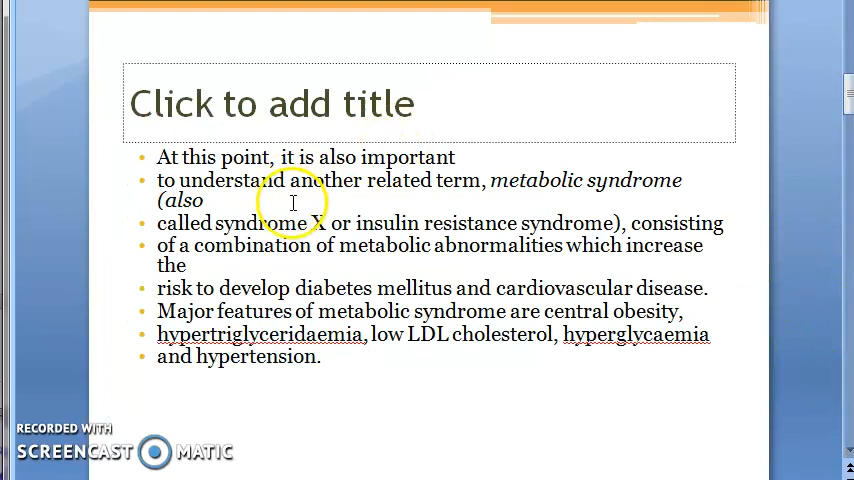 Click to add title
• At this point, it is also important
• to understand another related term, metabolic syndrome
(also
• called syndrome X or insulin resistance syndrome), consisting
• of a combination of metabolic abnormalities which increase
the
• risk to develop diabetes mellitus and cardiovascular disease.
• Major features of metabolic syndrome are central obesity,
• hypertriglyceridaemia, low LDL cholesterol, hyperglycaemia
• and hypertension.
RECORDED WITH
SCREENCAST MATIC